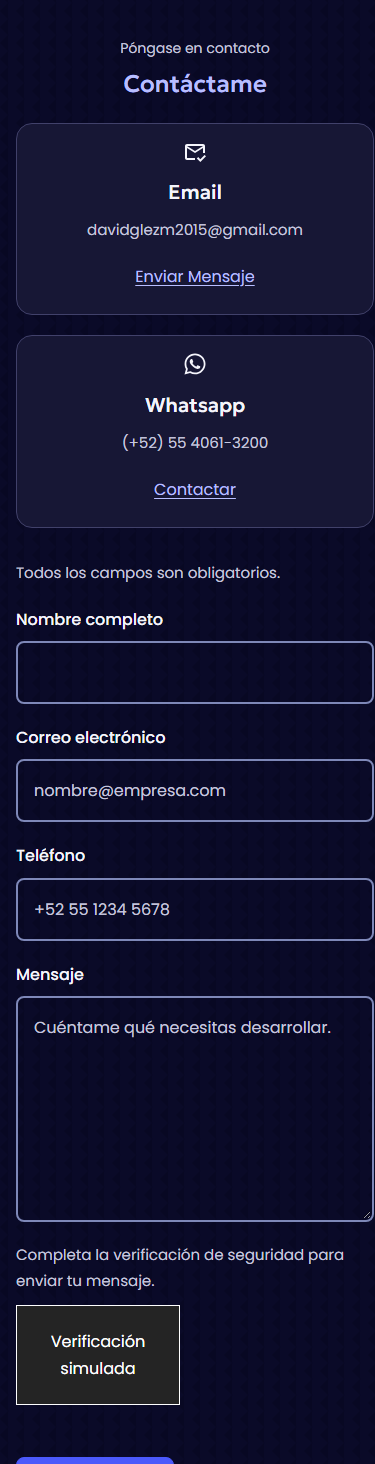 Póngase en contacto
Contáctame
Email
davidglezm2015@gmail.com
Enviar Mensaje
Whatsapp
(+52) 55 4061-3200
Contactar
Todos los campos son obligatorios.
Nombre completo
Correo electrónico
nombre@empresa.com
Teléfono
+52 55 1234 5678
Mensaje
Cuéntame qué necesitas desarrollar.
Completa la verificación de seguridad para
enviar tu mensaje.
Verificación
simulada